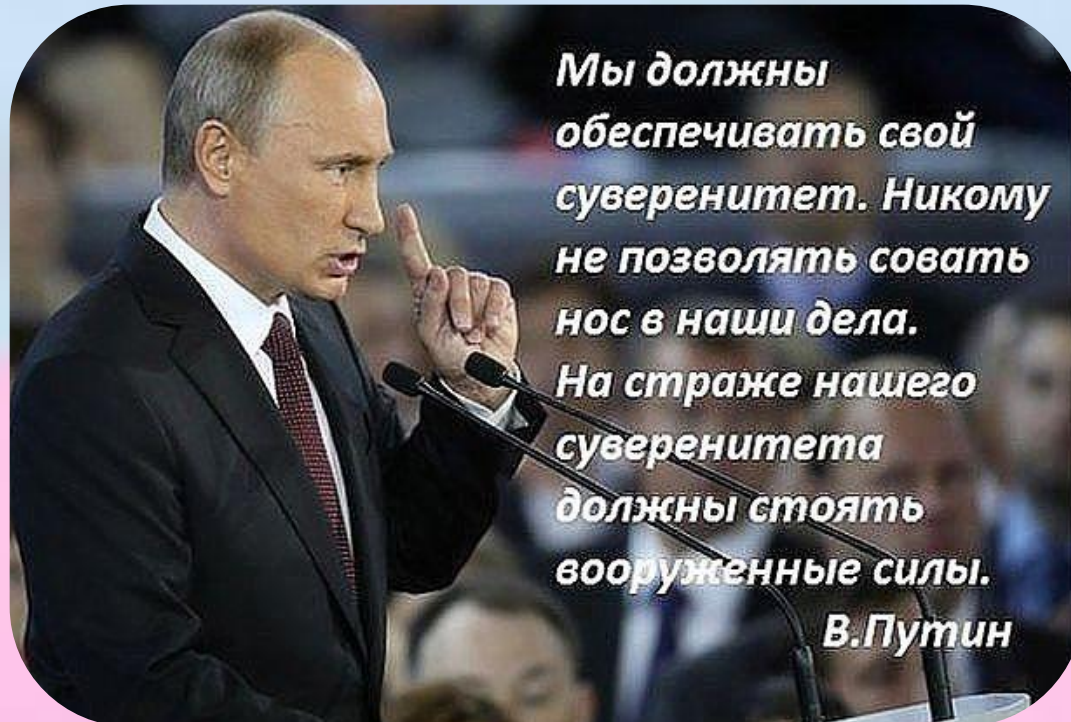 Мы должны
обеспечивать свой
суверенитет. Никому
не позволять совать
нос в наши дела.
На страже нашего
суверенитета
должны стоять
вооруженные силы.
В.Путин